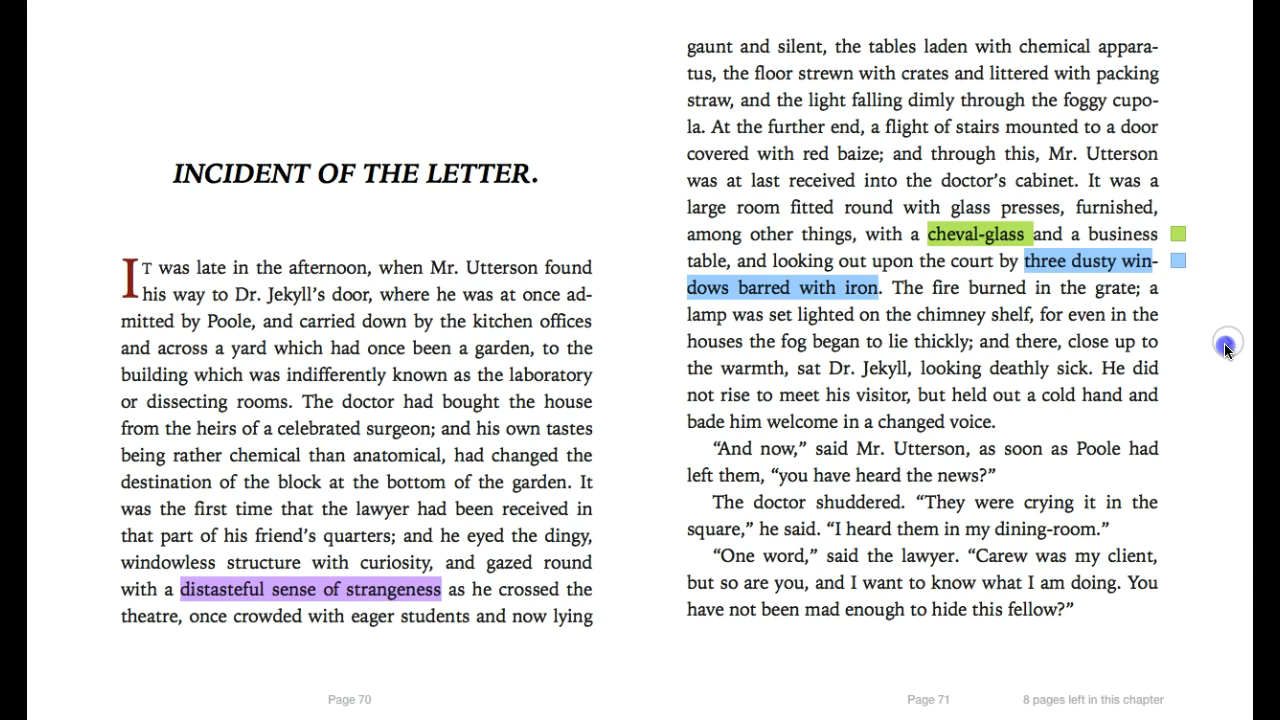 INCIDENT OF THE LETTER.
IT was late in the afternoon, when Mr. Utterson found
his way to Dr. Jekyll’s door, where he was at once ad-
mitted by Poole, and carried down by the kitchen offices
and across a yard which had once been a garden, to the
building which was indifferently known as the laboratory
or dissecting rooms. The doctor had bought the house
from the heirs of a celebrated surgeon; and his own tastes
being rather chemical than anatomical, had changed the
destination of the block at the bottom of the garden. It
was the first time that the lawyer had been received in
that part of his friend’s quarters; and he eyed the dingy,
windowless structure with curiosity, and gazed round
with a distasteful sense of strangeness as he crossed the
theatre, once crowded with eager students and now lying
Page 70
gaunt and silent, the tables laden with chemical appara-
tus, the floor strewn with crates and littered with packing
straw, and the light falling dimly through the foggy cupo-
la. At the further end, a flight of stairs mounted to a door
covered with red baize; and through this, Mr. Utterson
was at last received into the doctor’s cabinet. It was a
large room fitted round with glass presses, furnished,
among other things, with a cheval-glass and a business
table, and looking out upon the court by three dusty win-
dows barred with iron. The fire burned in the grate; a
lamp was set lighted on the chimney shelf, for even in the
houses the fog began to lie thickly; and there, close up to
the warmth, sat Dr. Jekyll, looking deathly sick. He did
not rise to meet his visitor, but held out a cold hand and
bade him welcome in a changed voice.
“And now,” said Mr. Utterson, as soon as Poole had
left them, “you have heard the news?”
The doctor shuddered. “They were crying it in the
square,” he said. “I heard them in my dining-room.”
“One word,” said the lawyer. “Carew was my client,
but so are you, and I want to know what I am doing. You
have not been mad enough to hide this fellow?”
Page 71
8 pages left in this chapter